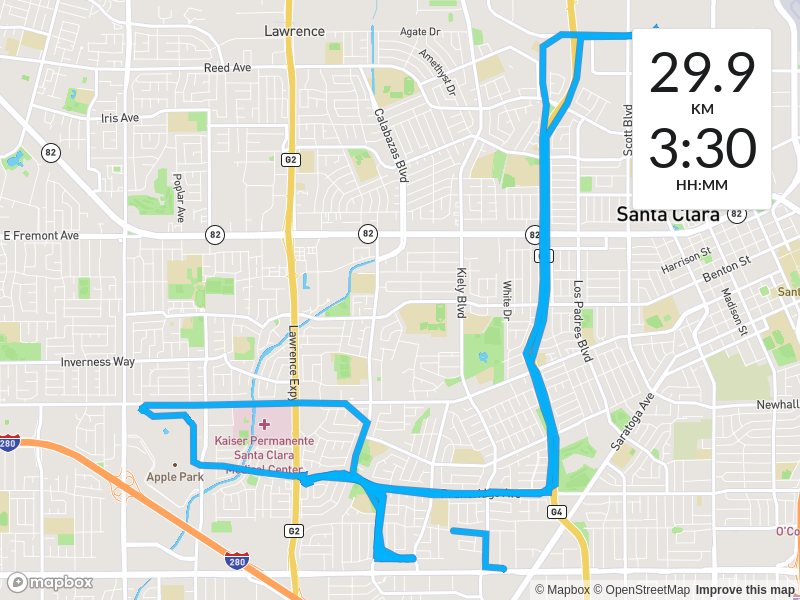 Lawrence
Agate Dr
Reed Ave
Amethyst Dr
29.9
KM
3:30
HH:MM
Iris Ave
Calabazas Blvd
Scott Blvd
82
G2
Poplar Ave
E Fremont Ave
82
82
82
Santa Clara
82
Harrison St
Benton St
Kiely Blvd
White Dr
Los Padres Blvd
Madison St
Lawrence Expy
Inverness Way
Saratoga Ave
Newhall
280
Kaiser Permanente
Santa Clara
Medical Center
Apple Park
G4
G2
280
O'Co
mapbox
© Mapbox © OpenStreetMap Improve this map